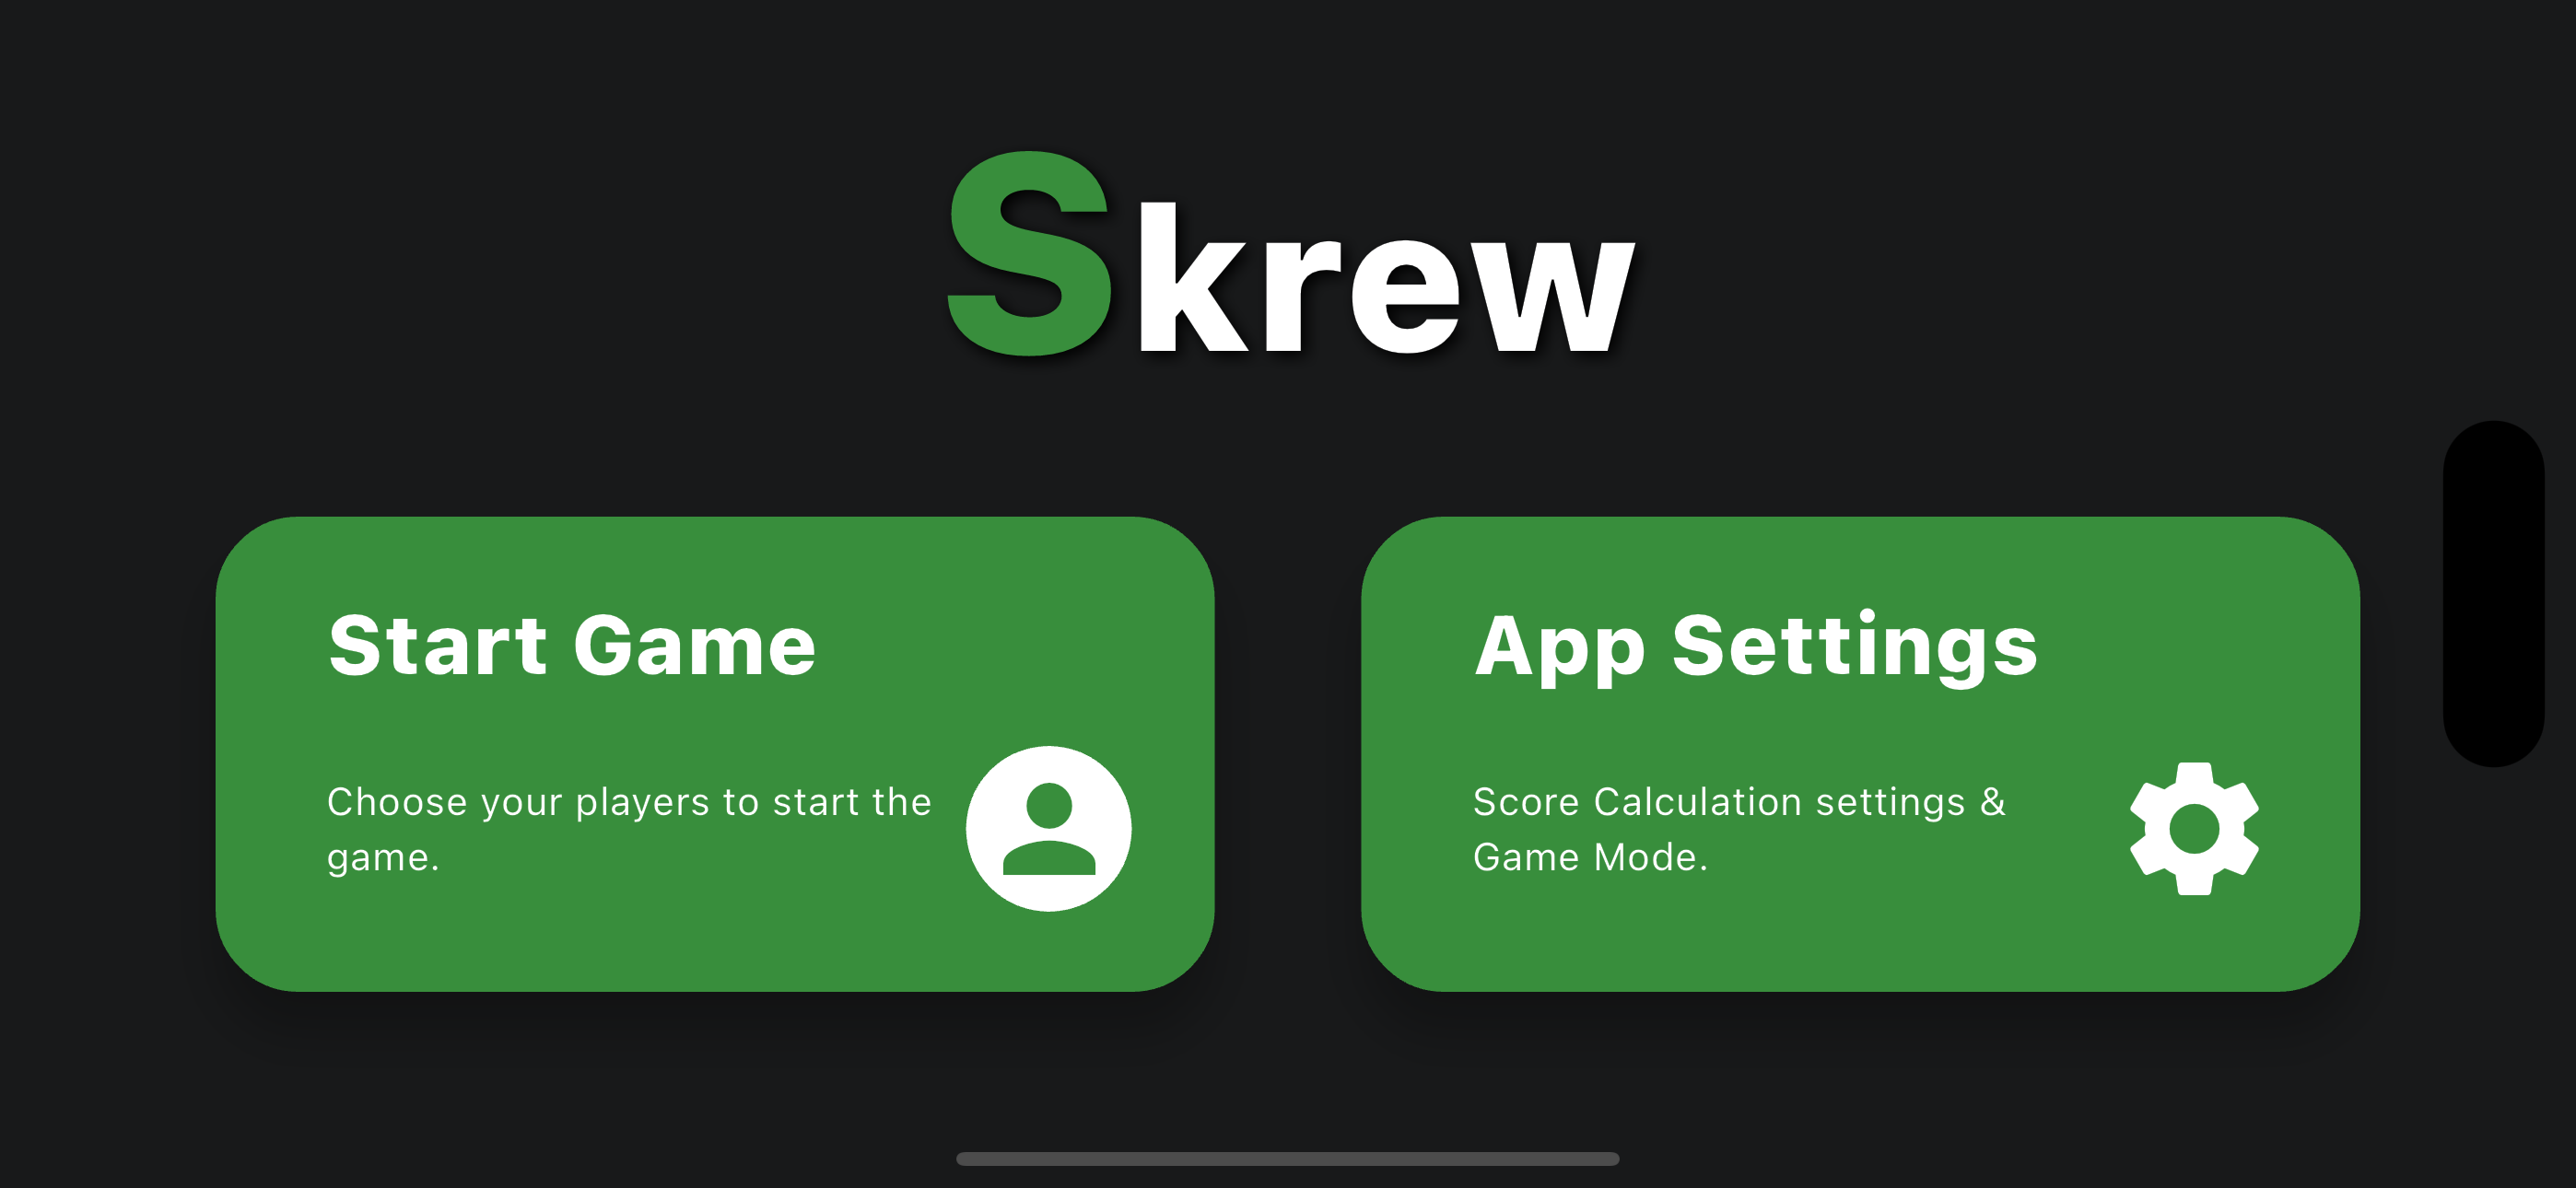 Skrew
Start Game
Choose your players to start the
game.
App Settings
Score Calculation settings &
Game Mode.